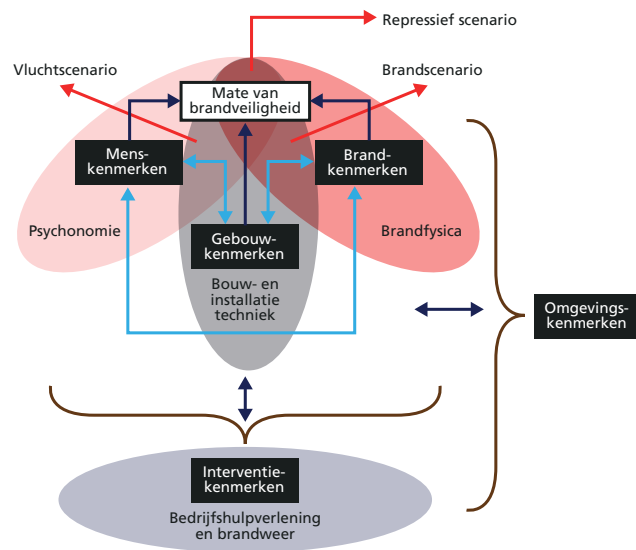 Repressief scenario
Vluchtscenario
Brandscenario
Mate van
brandveiligheid
Mens-
kenmerken
Brand-
kenmerken
Psychonomie
Gebouw-
kenmerken
Brandfysica
Bouw- en
installatie
techniek
Omgevings-
kenmerken
Interventie-
kenmerken
Bedrijfshulpverlening
en brandweer